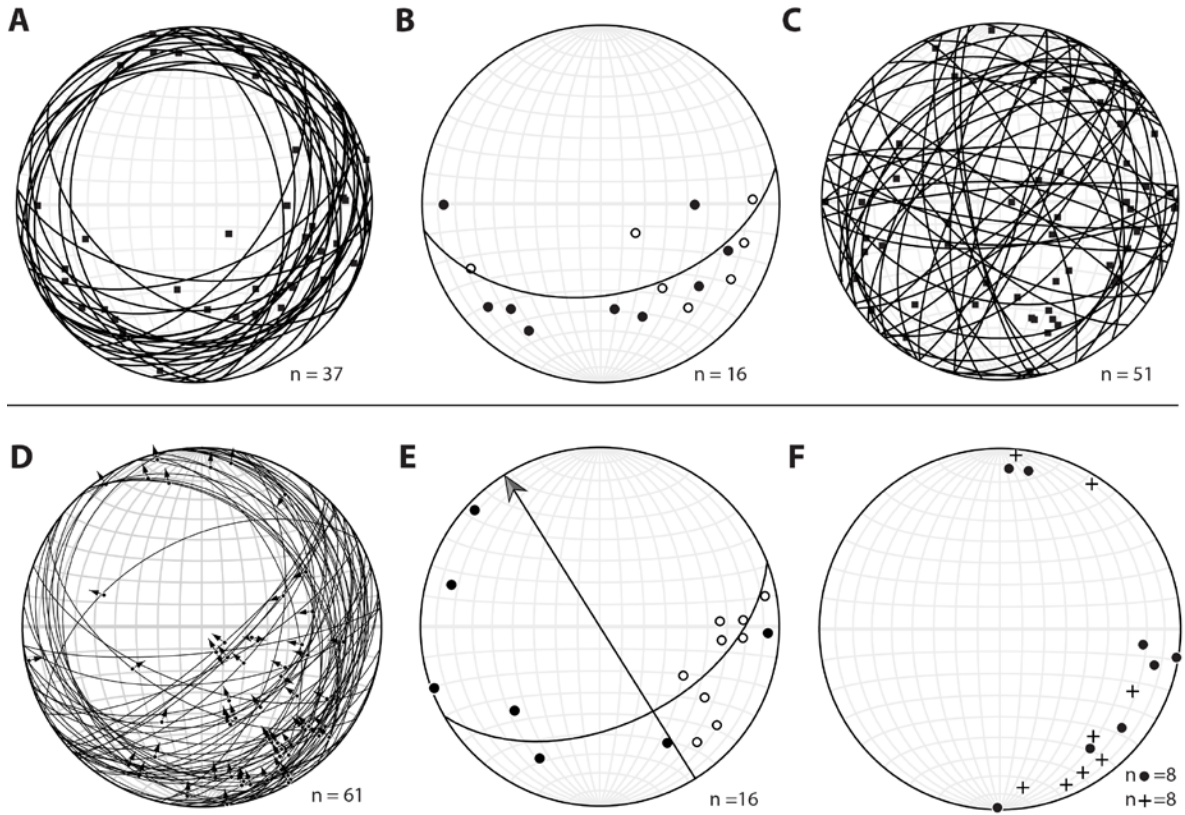 A
B
C
n = 37
n = 16
n = 51
D
E
F
n = 61
n =16
n●=8
n+=8